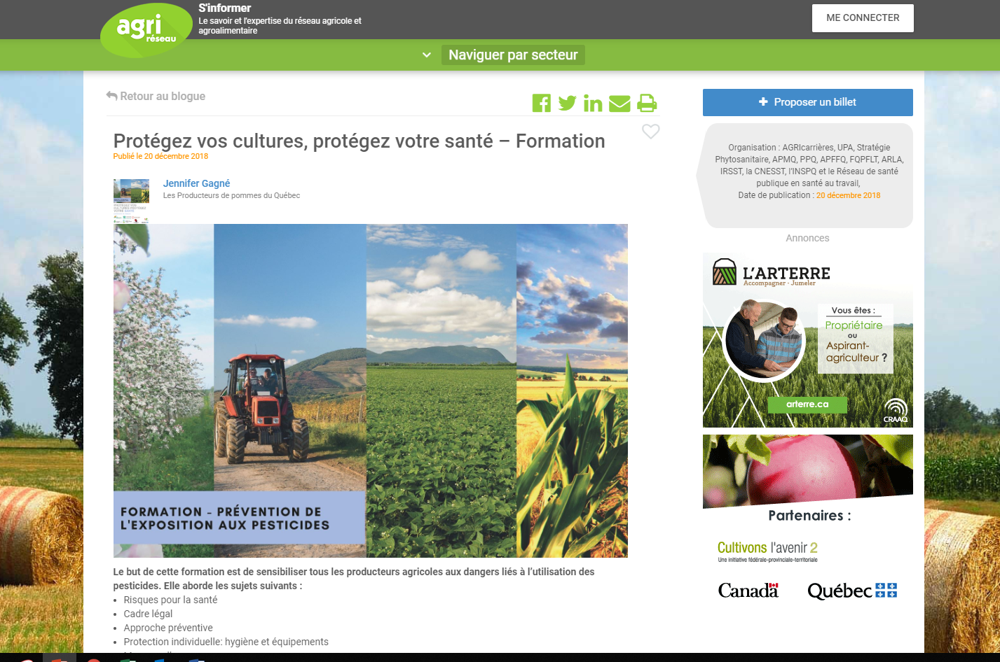 agri
réseau
S'informer
Le savoir et l'expertise du réseau agricole et
agroalimentaire
ME CONNECTER
Naviguer par secteur
Retour au blogue
Protégez vos cultures, protégez votre santé – Formation
Publié le 20 décembre 2018
Jennifer Gagné
Les Producteurs de pommes du Québec
FORMATION - PRÉVENTION DE
L'EXPOSITION AUX PESTICIDES
Le but de cette formation est de sensibiliser tous les producteurs agricoles aux dangers liés à l'utilisation des
pesticides. Elle aborde les sujets suivants :
• Risques pour la santé
• Cadre légal
• Approche préventive
• Protection individuelle: hygiène et équipements
Proposer un billet
Organisation : AGRIcarrières, UPA, Stratégie
Phytosanitaire, APMQ, PPQ, APFFQ, FQPFLT, ARLA,
IRSST, la CNESST, l'INSPQ et le Réseau de santé
publique en santé au travail,
Date de publication : 20 décembre 2018
Annonces
L'ARTERRE
Accompagner - Jumeler
Vous êtes :
Propriétaire
ou
Aspirant-
agriculteur ?
arterre.ca
CRAAQ
Partenaires :
Cultivons l'avenir 2
Une initiative fédérale-provinciale-territoriale
Canada
Québec